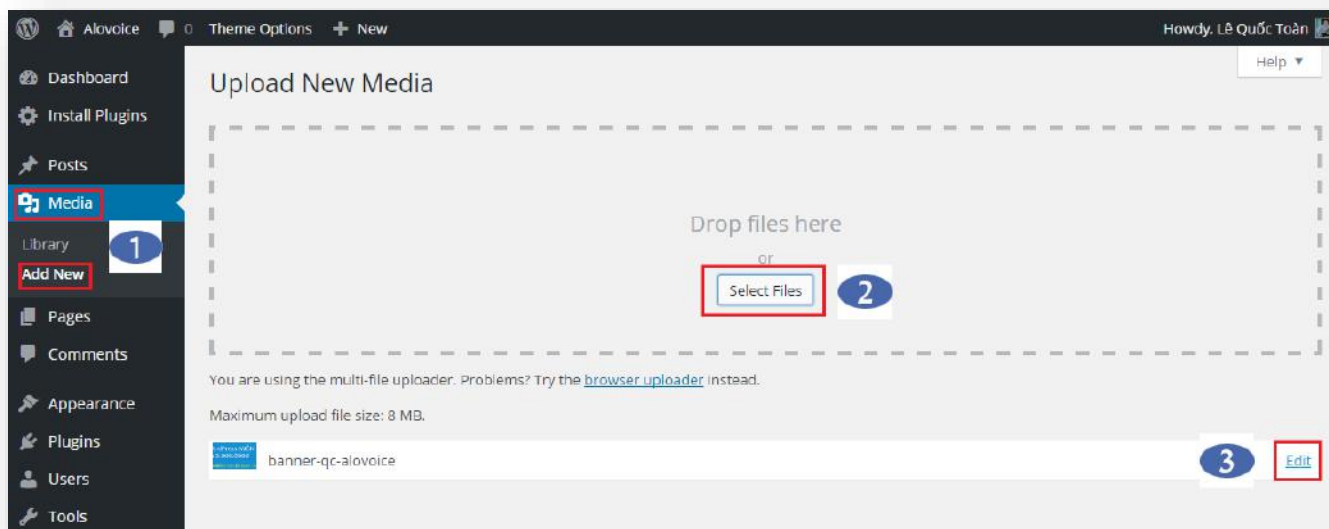 Alovoice 0 Theme Options + New Howdy, Lê Quốc Toàn
Help ▼
Dashboard
Install Plugins
Posts
Media
Library
1
Add New
Pages
Comments
Appearance
Plugins
Users
Tools
Upload New Media
Drop files here
or
Select Files
2
You are using the multi-file uploader. Problems? Try the browser uploader instead.
Maximum upload file size: 8 MB.
banner-qc-alovoice
3
Edit